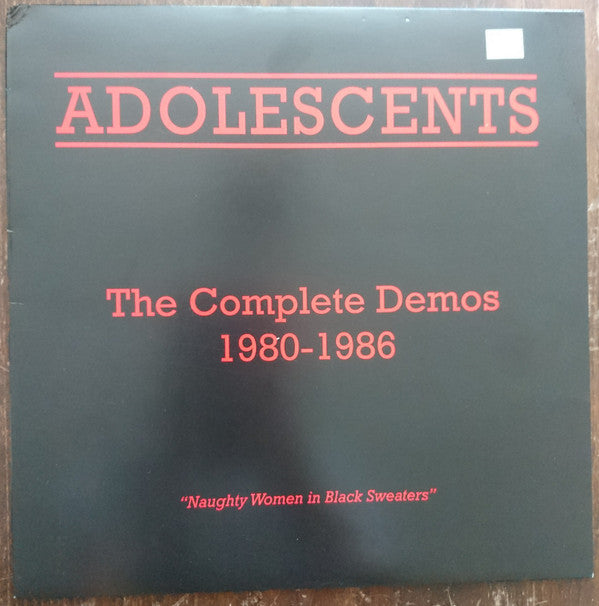 ADOLESCENTS
The Complete Demos
1980-1986
“Naughty Women in Black Sweaters”